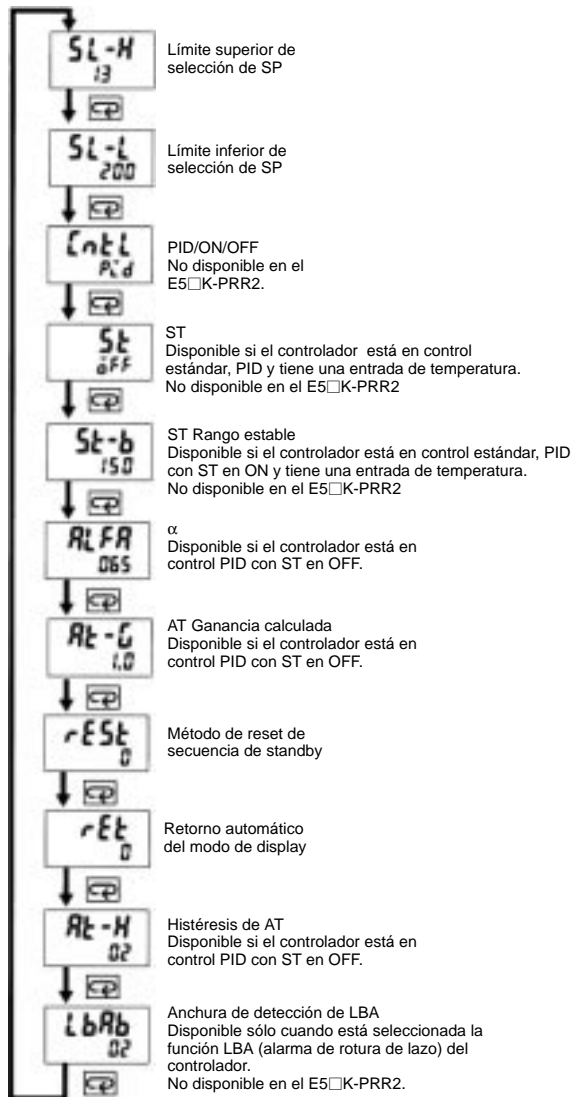 SL-H
13
Límite superior de
selección de SP
SL-L
200
Límite inferior de
selección de SP
CntL
Pid
PID/ON/OFF
No disponible en el
E5□K-PRR2.
St
oFF
ST
Disponible si el controlador está en control
estándar, PID y tiene una entrada de temperatura.
No disponible en el E5□K-PRR2
St-b
150
ST Rango estable
Disponible si el controlador está en control estándar, PID
con ST en ON y tiene una entrada de temperatura.
No disponible en el E5□K-PRR2
ALFA
065
α
Disponible si el controlador está en
control PID con ST en OFF.
At-G
1.0
AT Ganancia calculada
Disponible si el controlador está en
control PID con ST en OFF.
rESt
0
Método de reset de
secuencia de standby
rEt
0
Retorno automático
del modo de display
At-H
02
Histéresis de AT
Disponible si el controlador está en
control PID con ST en OFF.
LbAb
02
Anchura de detección de LBA
Disponible sólo cuando está seleccionada la
función LBA (alarma de rotura de lazo) del
controlador.
No disponible en el E5□K-PRR2.